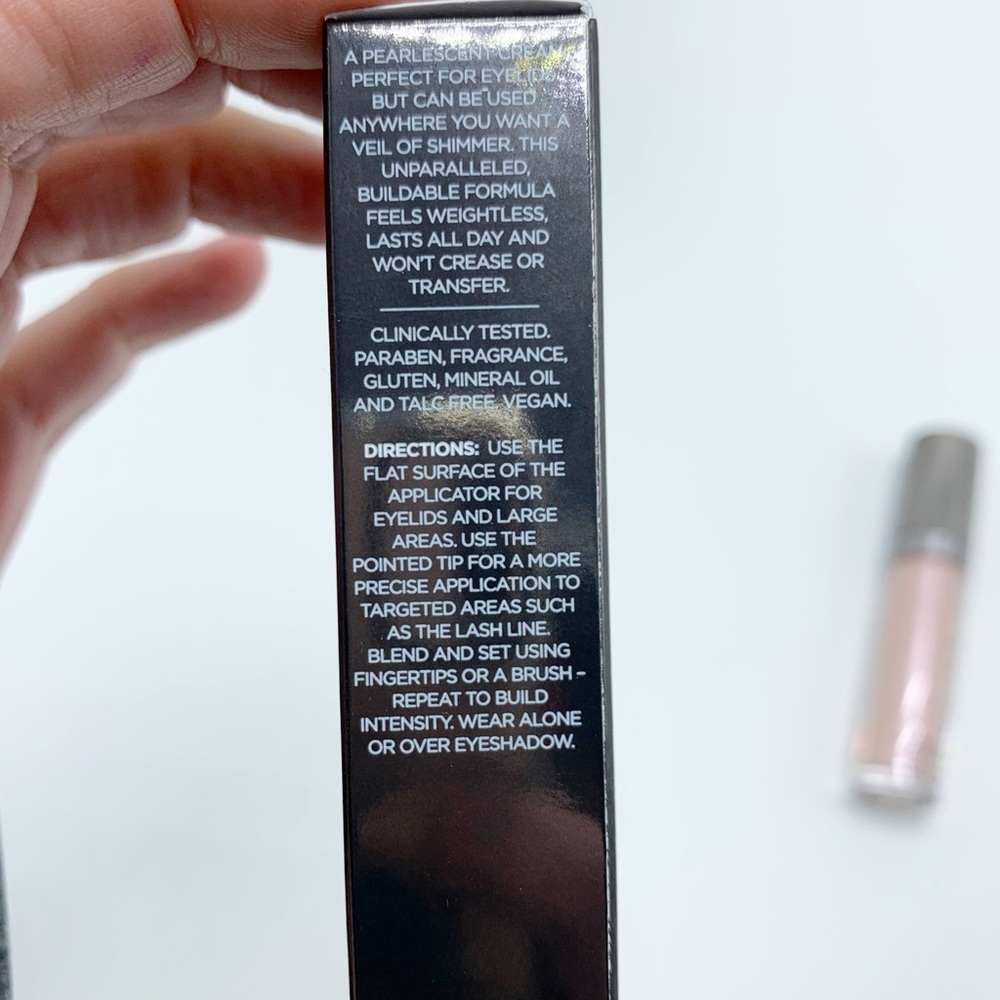 A PEARLESCENT CREAM
PERFECT FOR EYELIDS
BUT CAN BE USED
ANYWHERE YOU WANT A
VEIL OF SHIMMER. THIS
UNPARALLELED,
BUILDABLE FORMULA
FEELS WEIGHTLESS,
LASTS ALL DAY AND
WON'T CREASE OR
TRANSFER.
CLINICALLY TESTED.
PARABEN, FRAGRANCE,
GLUTEN, MINERAL OIL
AND TALC FREE. VEGAN.
DIRECTIONS: USE THE
FLAT SURFACE OF THE
APPLICATOR FOR
EYELIDS AND LARGE
AREAS. USE THE
POINTED TIP FOR A MORE
PRECISE APPLICATION TO
TARGETED AREAS SUCH
AS THE LASH LINE.
BLEND AND SET USING
FINGERTIPS OR A BRUSH –
REPEAT TO BUILD
INTENSITY. WEAR ALONE
OR OVER EYESHADOW.